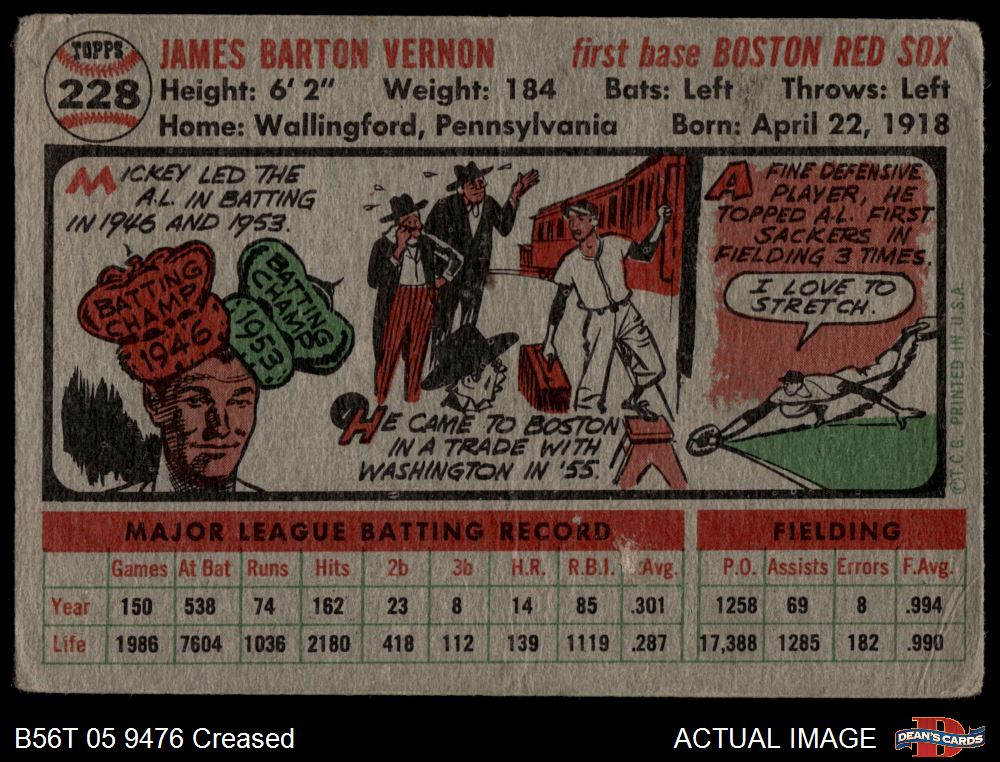 TOPPS
228
JAMES BARTON VERNON first base BOSTON RED SOX
Height: 6' 2" Weight: 184 Bats: Left Throws: Left
Home: Wallingford, Pennsylvania Born: April 22, 1918
MICKEY LED THE
A.L. IN BATTING
IN 1946 AND 1953.
BATTING
CHAMP
1946
BATTING
CHAMP
1953
HE CAME TO BOSTON
IN A TRADE WITH
WASHINGTON IN '55.
A FINE DEFENSIVE
PLAYER, HE
TOPPED A.L. FIRST
SACKERS IN
FIELDING 3 TIMES.
I LOVE TO
STRETCH.
© T.C.G. PRINTED IN U.S.A.
MAJOR LEAGUE BATTING RECORD FIELDING
Games At Bat Runs Hits 2b 3b H.R. R.B.I. Avg. P.O. Assists Errors F.Avg.
Year 150 538 74 162 23 8 14 85 .301 1258 69 8 .994
Life 1986 7604 1036 2180 418 112 139 1119 .287 17,388 1285 182 .990
B56T 05 9476 Creased ACTUAL IMAGE
D
DEAN'S CARDS